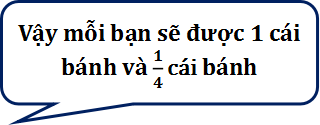 Vậy mỗi bạn sẽ được 1 cái
bánh và 1/4 cái bánh